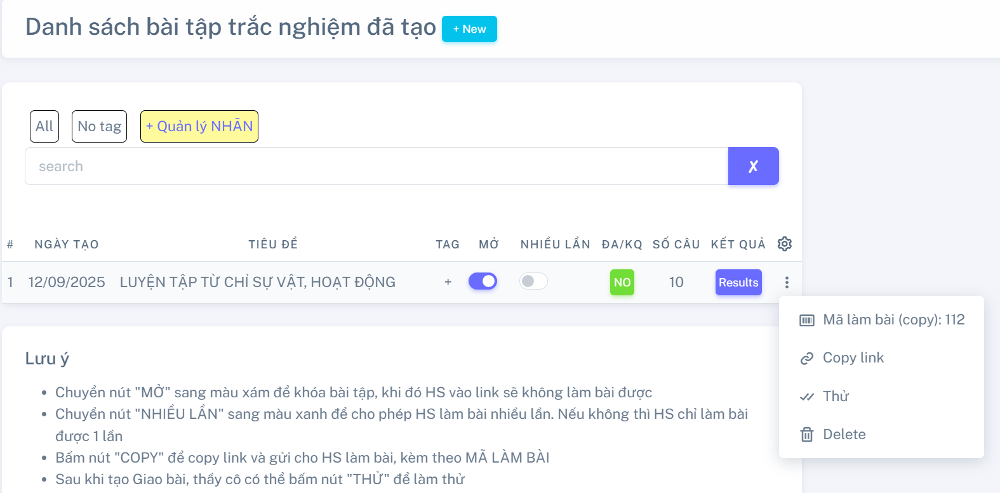 Danh sách bài tập trắc nghiệm đã tạo + New
All No tag + Quản lý NHÃN
search X
# NGÀY TẠO TIÊU ĐỀ TAG MỞ NHIỀU LẦN ĐA/KQ SỐ CÂU KẾT QUẢ
1 12/09/2025 LUYỆN TẬP TỪ CHỈ SỰ VẬT, HOẠT ĐỘNG + NO 10 Results
Mã làm bài (copy): 112
Copy link
Thử
Delete
Lưu ý
• Chuyển nút "MỞ" sang màu xám để khóa bài tập, khi đó HS vào link sẽ không làm bài được
• Chuyển nút "NHIỀU LẦN" sang màu xanh để cho phép HS làm bài nhiều lần. Nếu không thì HS chỉ làm bài
được 1 lần
• Bấm nút "COPY" để copy link và gửi cho HS làm bài, kèm theo MÃ LÀM BÀI
• Sau khi tạo Giao bài, thầy cô có thể bấm nút "THỬ" để làm thử